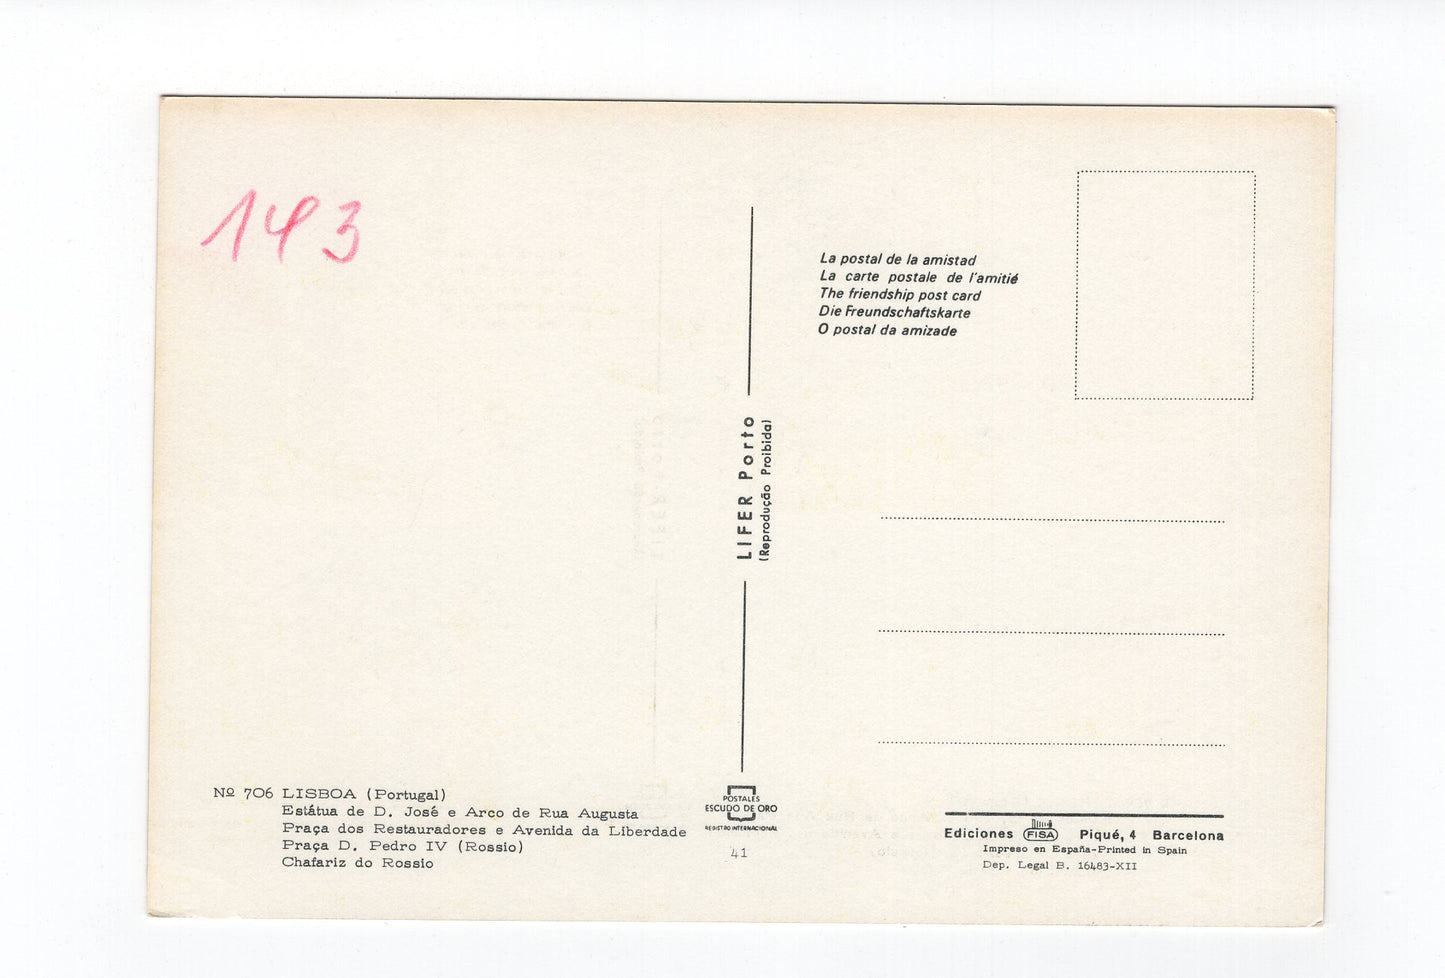 143
La postal de la amistad
La carte postale de l'amitié
The friendship post card
Die Freundschaftskarte
O postal da amizade
LIFER Porto
(Reprodução Proibida)
Nº 706 LISBOA (Portugal)
Estátua de D. José e Arco de Rua Augusta
Praça dos Restauradores e Avenida da Liberdade
Praça D. Pedro IV (Rossio)
Chafariz do Rossio
POSTALES
ESCUDO DE ORO
REGISTRO INTERNACIONAL
41
Ediciones FISA Piqué, 4 Barcelona
Impreso en España-Printed in Spain
Dep. Legal B. 16483-XII